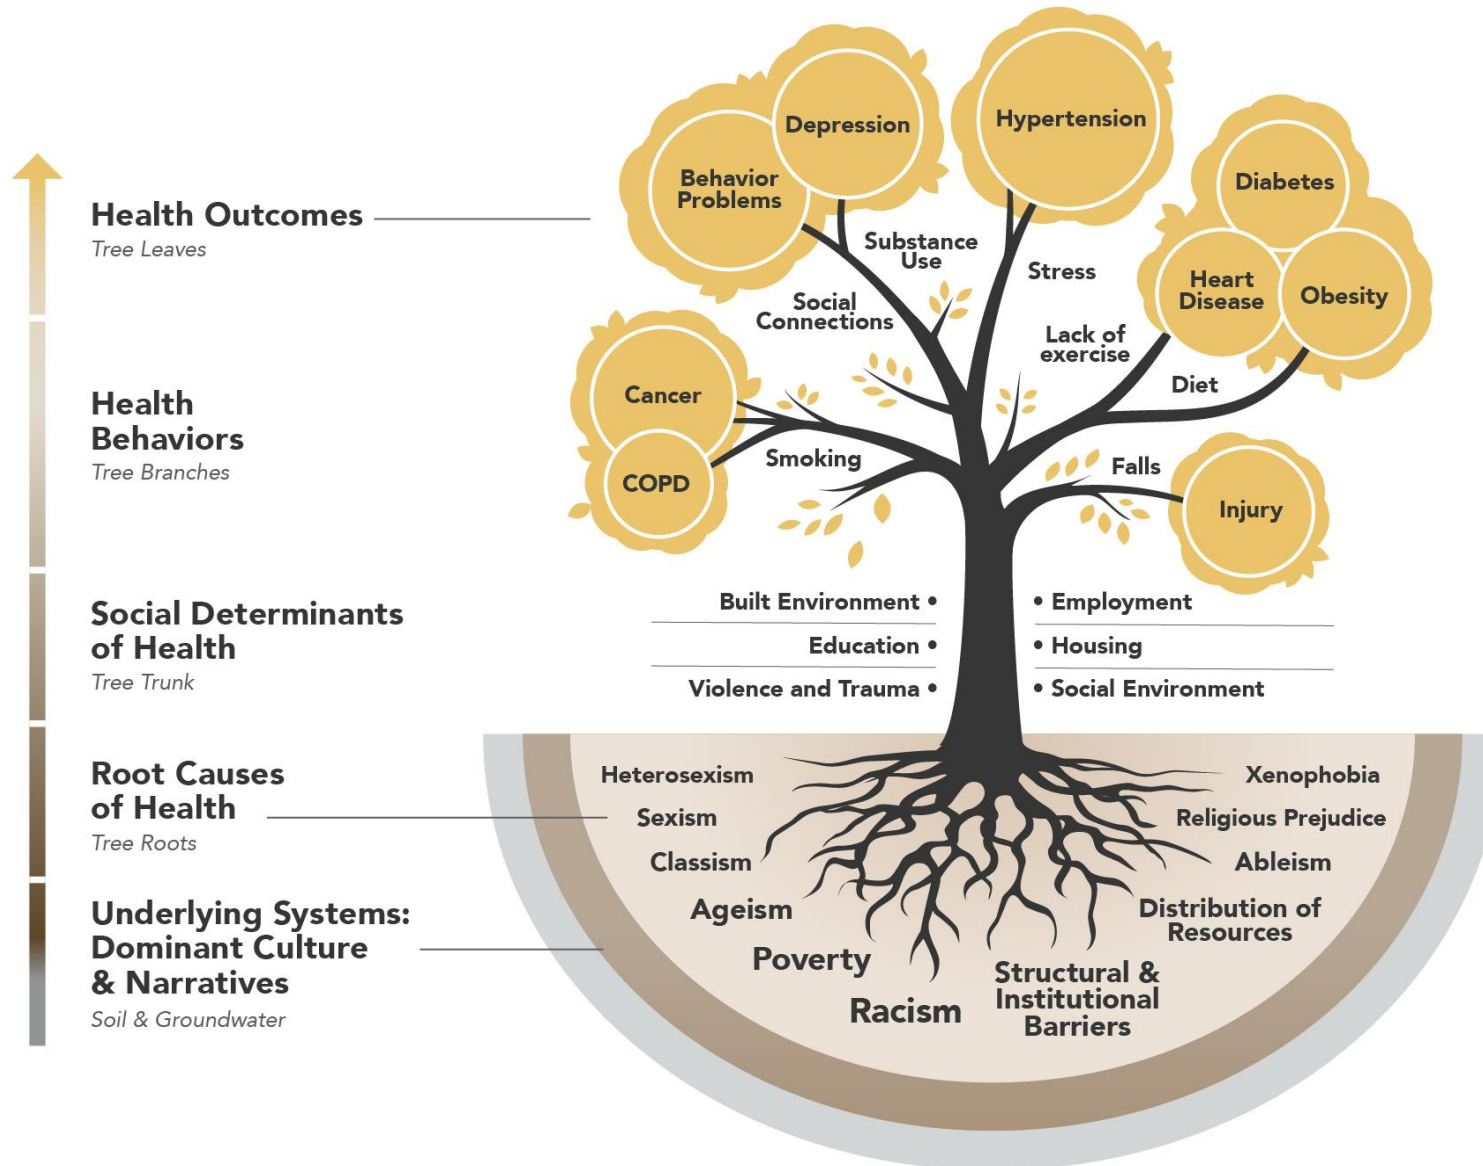 Health Outcomes
Tree Leaves
Health
Behaviors
Tree Branches
Social Determinants
of Health
Tree Trunk
Root Causes
of Health
Tree Roots
Underlying Systems:
Dominant Culture
& Narratives
Soil & Groundwater
Depression
Behavior
Problems
Hypertension
Diabetes
Heart
Disease
Obesity
Substance
Use
Stress
Social
Connections
Lack of
exercise
Diet
Cancer
COPD
Smoking
Falls
Injury
Built Environment •
Education •
Violence and Trauma •
• Employment
• Housing
• Social Environment
Heterosexism
Sexism
Classism
Ageism
Poverty
Racism
Structural &
Institutional
Barriers
Distribution of
Resources
Ableism
Religious Prejudice
Xenophobia